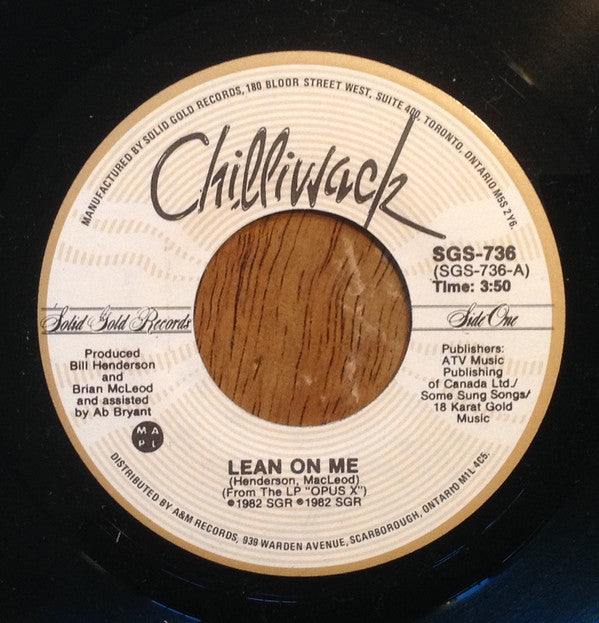 MANUFACTURED BY SOLID GOLD RECORDS, 180 BLOOR STREET WEST, SUITE 400, TORONTO, ONTARIO M5S 2Y6.
Chilliwack
SGS-736
(SGS-736-A)
Time: 3:50
Solid Gold Records
Side One
Produced
Bill Henderson
and
Brian McLeod
and assisted
by Ab Bryant
Publishers:
ATV Music
Publishing
of Canada Ltd./
Some Sung Songs/
18 Karat Gold
Music
M A
P L
LEAN ON ME
(Henderson, MacLeod)
(From The LP "OPUS X")
℗1982 SGR ©1982 SGR
DISTRIBUTED BY A&M RECORDS, 939 WARDEN AVENUE, SCARBOROUGH, ONTARIO M1L 4C5.